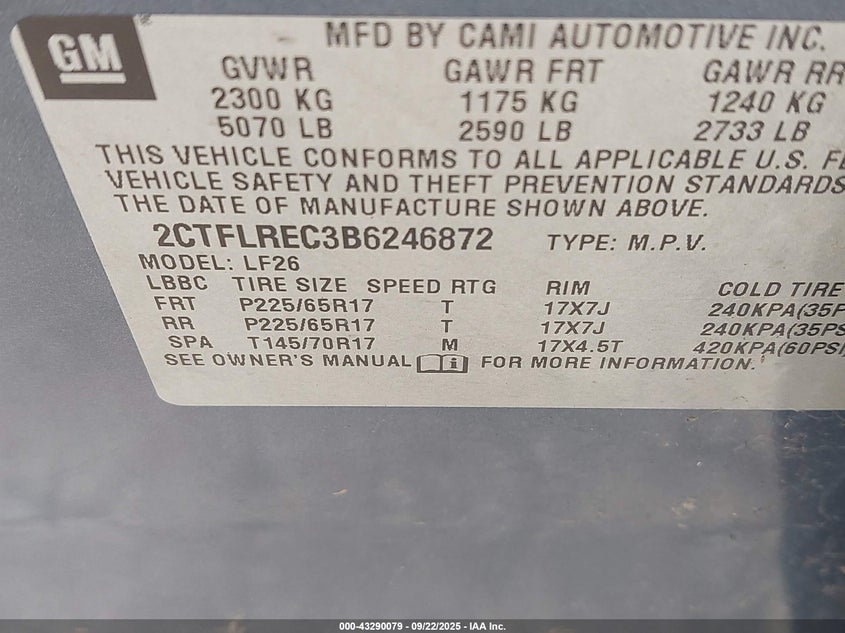 GM
MFD BY CAMI AUTOMOTIVE INC.
GVWR GAWR FRT GAWR RR
2300 KG 1175 KG 1240 KG
5070 LB 2590 LB 2733 LB
THIS VEHICLE CONFORMS TO ALL APPLICABLE U.S. FE
VEHICLE SAFETY AND THEFT PREVENTION STANDARDS
THE DATE OF MANUFACTURE SHOWN ABOVE.
2CTFLREC3B6246872 TYPE: M.P.V.
MODEL: LF26
LBBC TIRE SIZE SPEED RTG RIM COLD TIRE
FRT P225/65R17 T 17X7J 240KPA(35P
RR P225/65R17 T 17X7J 240KPA(35PS
SPA T145/70R17 M 17X4.5T 420KPA(60PSI
SEE OWNER'S MANUAL FOR MORE INFORMATION.
000-43290079 - 09/22/2025 - IAA Inc.